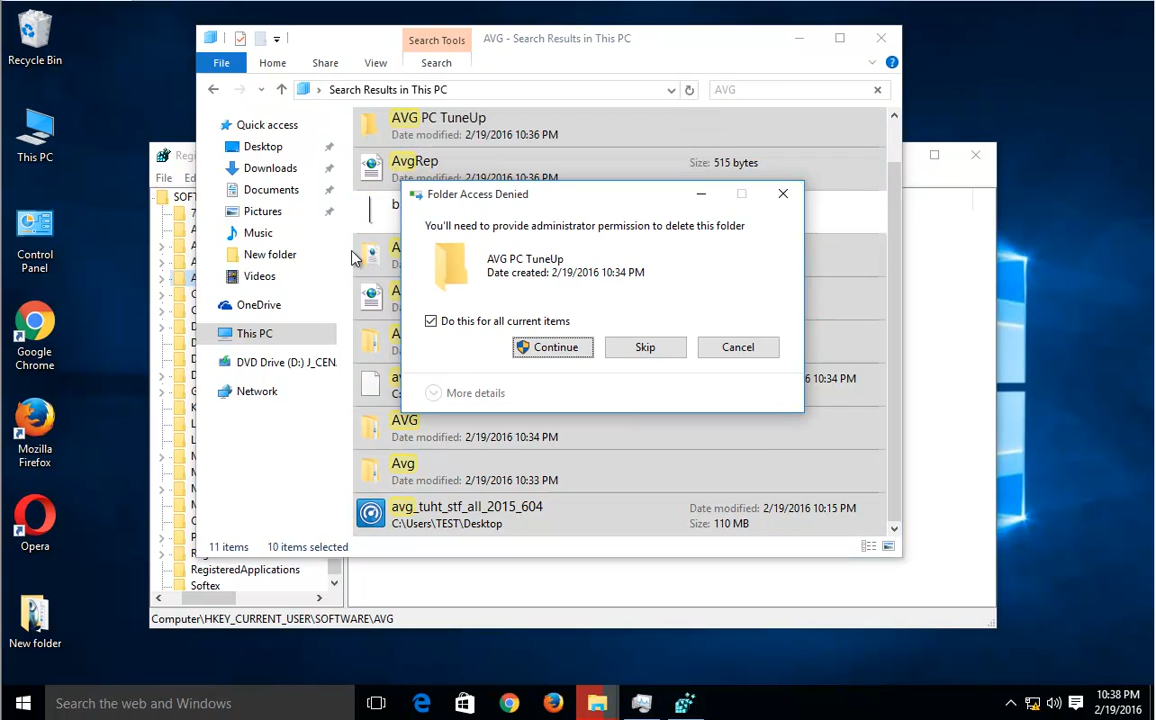 Recycle Bin
This PC
Control
Panel
Google
Chrome
Mozilla
Firefox
Opera
New folder
Search Tools
AVG - Search Results in This PC
File
Home
Share
View
Search
Search Results in This PC
AVG
Quick access
Desktop
Downloads
Documents
Pictures
Music
New folder
Videos
OneDrive
This PC
DVD Drive (D:) J_CEN.
Network
AVG PC TuneUp
Date modified: 2/19/2016 10:36 PM
AvgRep
Date modified: 2/19/2016 10:36 PM
Size: 515 bytes
10:34 PM
AVG
Date modified: 2/19/2016 10:34 PM
Avg
Date modified: 2/19/2016 10:33 PM
avg_tuht_stf_all_2015_604
C:\Users\TEST\Desktop
Date modified: 2/19/2016 10:15 PM
Size: 110 MB
11 items
10 items selected
Folder Access Denied
You'll need to provide administrator permission to delete this folder
AVG PC TuneUp
Date created: 2/19/2016 10:34 PM
Do this for all current items
Continue
Skip
Cancel
More details
File
RegisteredApplications
Softex
Computer\HKEY_CURRENT_USER\SOFTWARE\AVG
Search the web and Windows
10:38 PM
2/19/2016